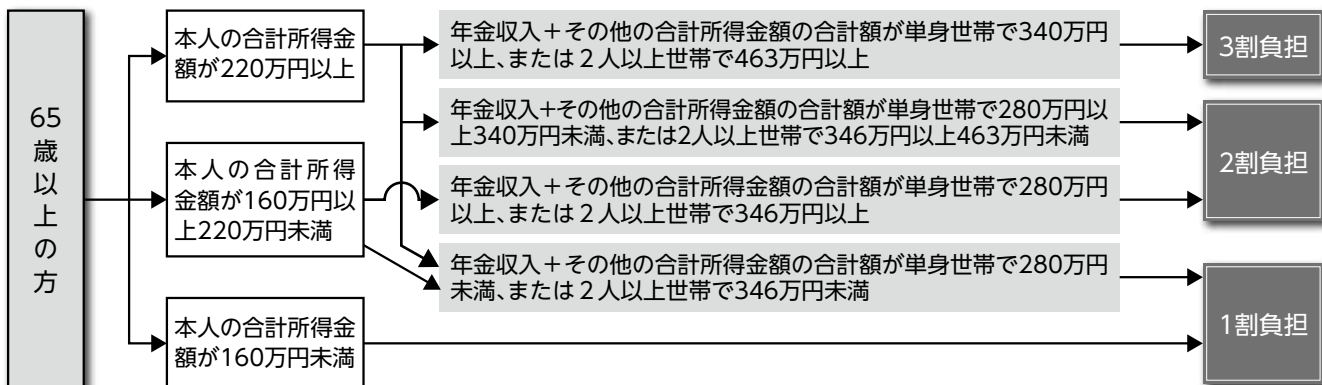 65歳以上の方
本人の合計所得金
額が220万円以上
年金収入＋その他の合計所得金額の合計額が単身世帯で340万円
以上、または２人以上世帯で463万円以上
3割負担
年金収入＋その他の合計所得金額の合計額が単身世帯で280万円以
上340万円未満、または2人以上世帯で346万円以上463万円未満
2割負担
本人の合計所得
金額が160万円以
上220万円未満
年金収入＋その他の合計所得金額の合計額が単身世帯で280万円
以上、または２人以上世帯で346万円以上
年金収入＋その他の合計所得金額の合計額が単身世帯で280万円
未満、または２人以上世帯で346万円未満
1割負担
本人の合計所得金
額が160万円未満